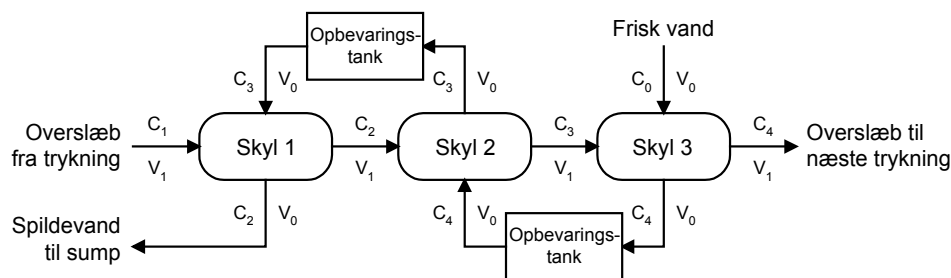 Opbevarings-
tank
Frisk vand
C3 V0
C3 V0
C0 V0
Overslæb
fra trykning
C1
V1
Skyl 1
C2
V1
Skyl 2
C3
V1
Skyl 3
C4
V1
Overslæb til
næste trykning
C2 V0
C4 V0
C4 V0
Spildevand
til sump
Opbevarings-
tank